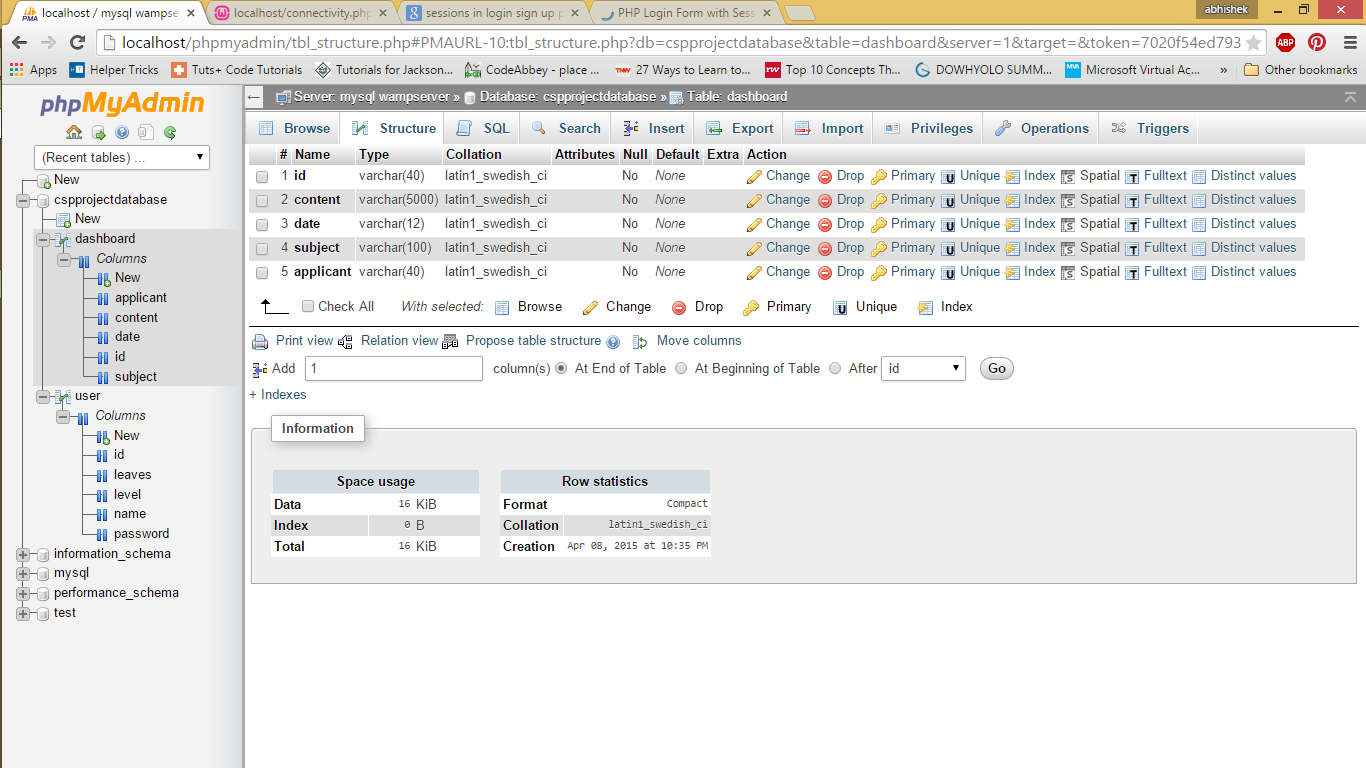 localhost / mysql wampse
localhost/connectivity.php
sessions in login sign up p
PHP Login Form with Sess
abhishek
localhost/phpmyadmin/tbl_structure.php#PMAURL-10:tbl_structure.php?db=cspprojectdatabase&table=dashboard&server=1&target=&token=7020f54ed793
ABP
Apps
Helper Tricks
Tuts+ Code Tutorials
Tutorials for Jackson...
CodeAbbey - place ...
27 Ways to Learn to...
Top 10 Concepts Th...
DOWHYOLO SUMM...
Microsoft Virtual Ac...
»
Other bookmarks
phpMyAdmin
(Recent tables) ...
New
cspprojectdatabase
New
dashboard
Columns
New
applicant
content
date
id
subject
user
Columns
New
id
leaves
level
name
password
information_schema
mysql
performance_schema
test
Server: mysql wampserver » Database: cspprojectdatabase » Table: dashboard
Browse Structure SQL Search Insert Export Import Privileges Operations Triggers
# Name Type Collation Attributes Null Default Extra Action
1 id varchar(40) latin1_swedish_ci No None Change Drop Primary Unique Index Spatial Fulltext Distinct values
2 content varchar(5000) latin1_swedish_ci No None Change Drop Primary Unique Index Spatial Fulltext Distinct values
3 date varchar(12) latin1_swedish_ci No None Change Drop Primary Unique Index Spatial Fulltext Distinct values
4 subject varchar(100) latin1_swedish_ci No None Change Drop Primary Unique Index Spatial Fulltext Distinct values
5 applicant varchar(40) latin1_swedish_ci No None Change Drop Primary Unique Index Spatial Fulltext Distinct values
Check All With selected: Browse Change Drop Primary Unique Index
Print view Relation view Propose table structure Move columns
Add 1 column(s) At End of Table At Beginning of Table After id Go
+ Indexes
Information
Space usage
Data 16 KiB
Index 0 B
Total 16 KiB
Row statistics
Format Compact
Collation latin1_swedish_ci
Creation Apr 08, 2015 at 10:35 PM